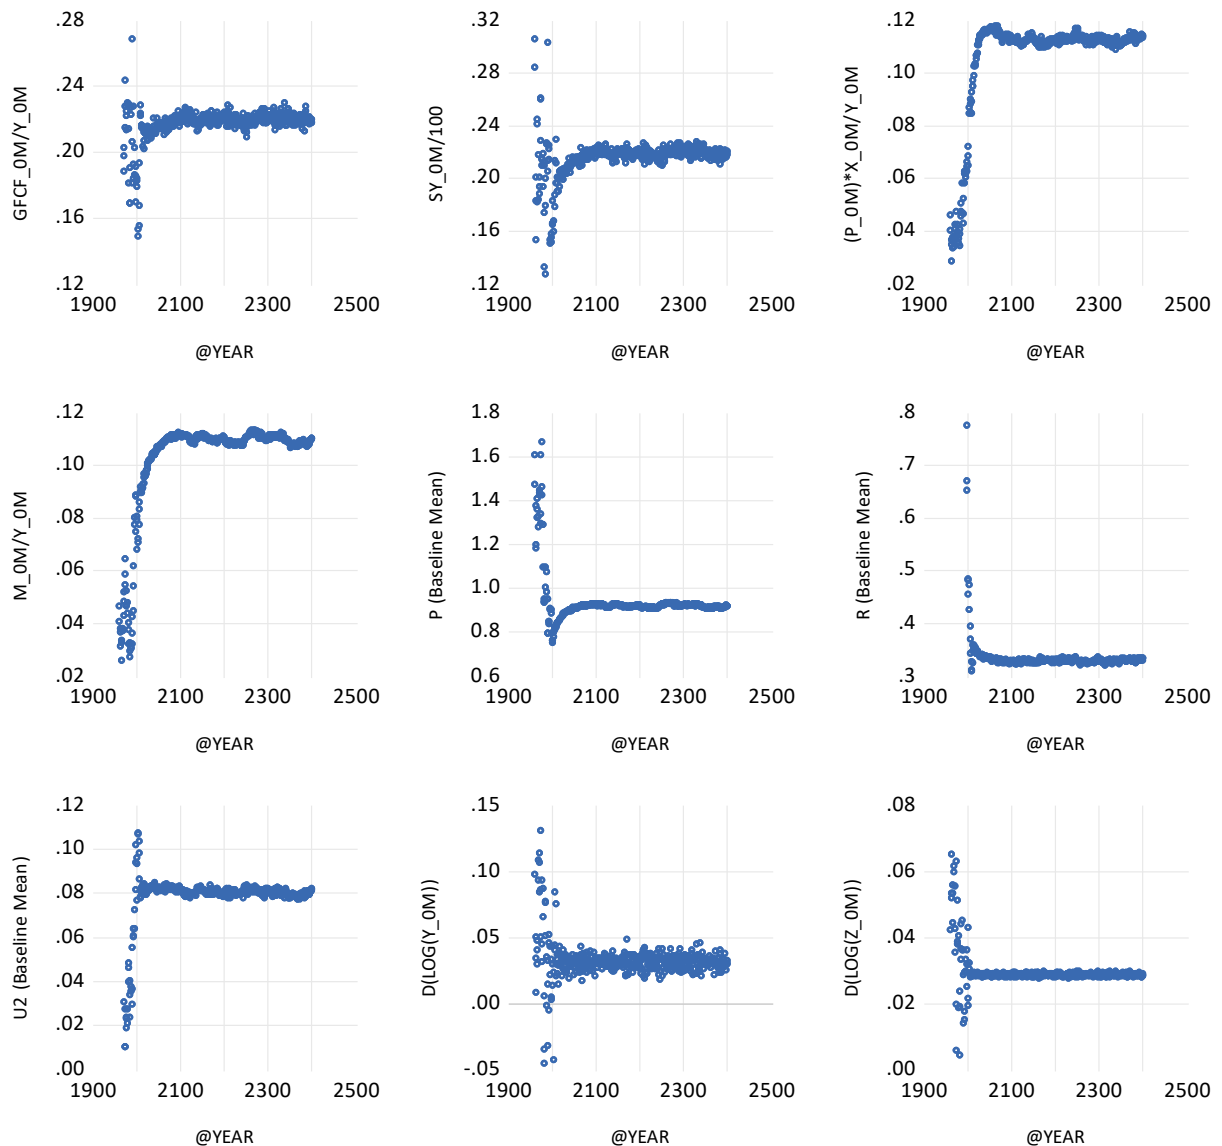 .28
.24
.20
.16
.12
1900 2100 2300 2500
GFCF_0M/Y_0M
@YEAR
.32
.28
.24
.20
.16
.12
1900 2100 2300 2500
SY_0M/100
@YEAR
.12
.10
.08
.06
.04
.02
1900 2100 2300 2500
(P_0M)*X_0M/Y_0M
@YEAR
.12
.10
.08
.06
.04
.02
1900 2100 2300 2500
M_0M/Y_0M
@YEAR
1.8
1.6
1.4
1.2
1.0
0.8
0.6
1900 2100 2300 2500
P (Baseline Mean)
@YEAR
.8
.7
.6
.5
.4
.3
1900 2100 2300 2500
R (Baseline Mean)
@YEAR
.12
.10
.08
.06
.04
.02
.00
1900 2100 2300 2500
U2 (Baseline Mean)
@YEAR
.15
.10
.05
.00
-.05
1900 2100 2300 2500
D(LOG(Y_0M))
@YEAR
.08
.06
.04
.02
.00
1900 2100 2300 2500
D(LOG(Z_0M))
@YEAR